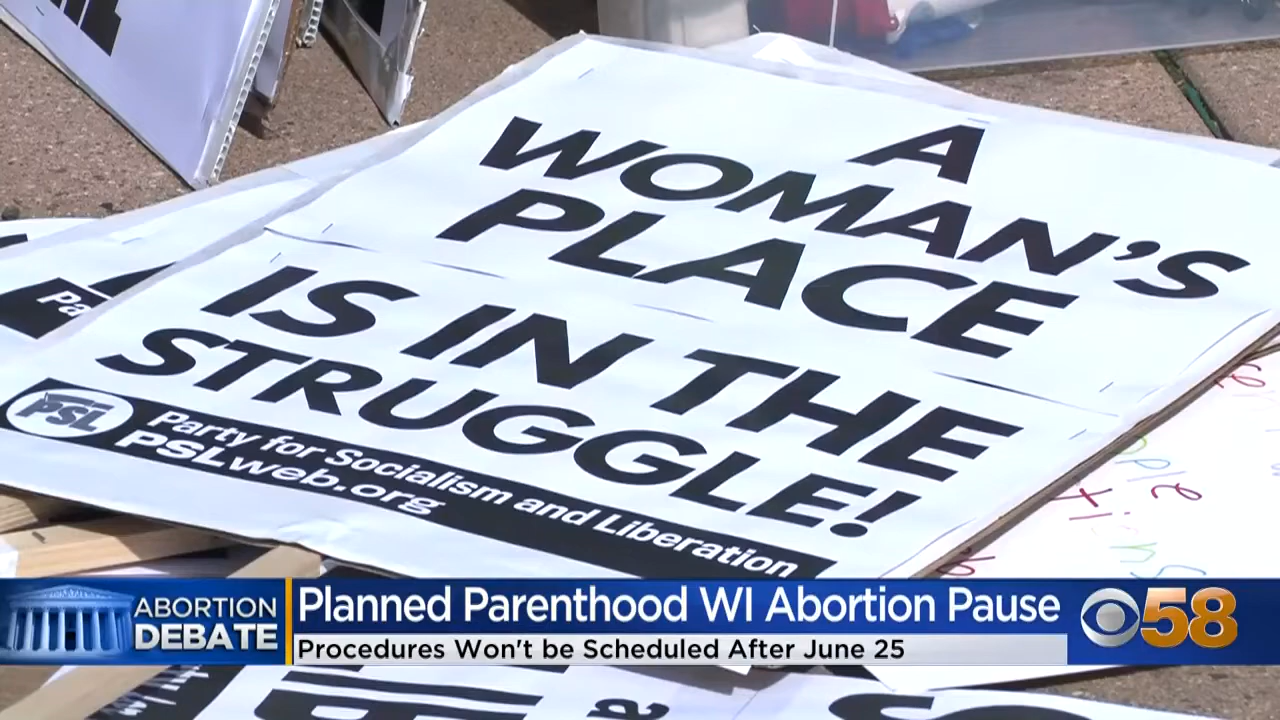 A
WOMAN'S
PLACE
IS IN THE
STRUGGLE!
PSL
Party for Socialism and Liberation
PSLweb.org
Pa
ABORTION
DEBATE
Planned Parenthood WI Abortion Pause
Procedures Won't be Scheduled After June 25
58